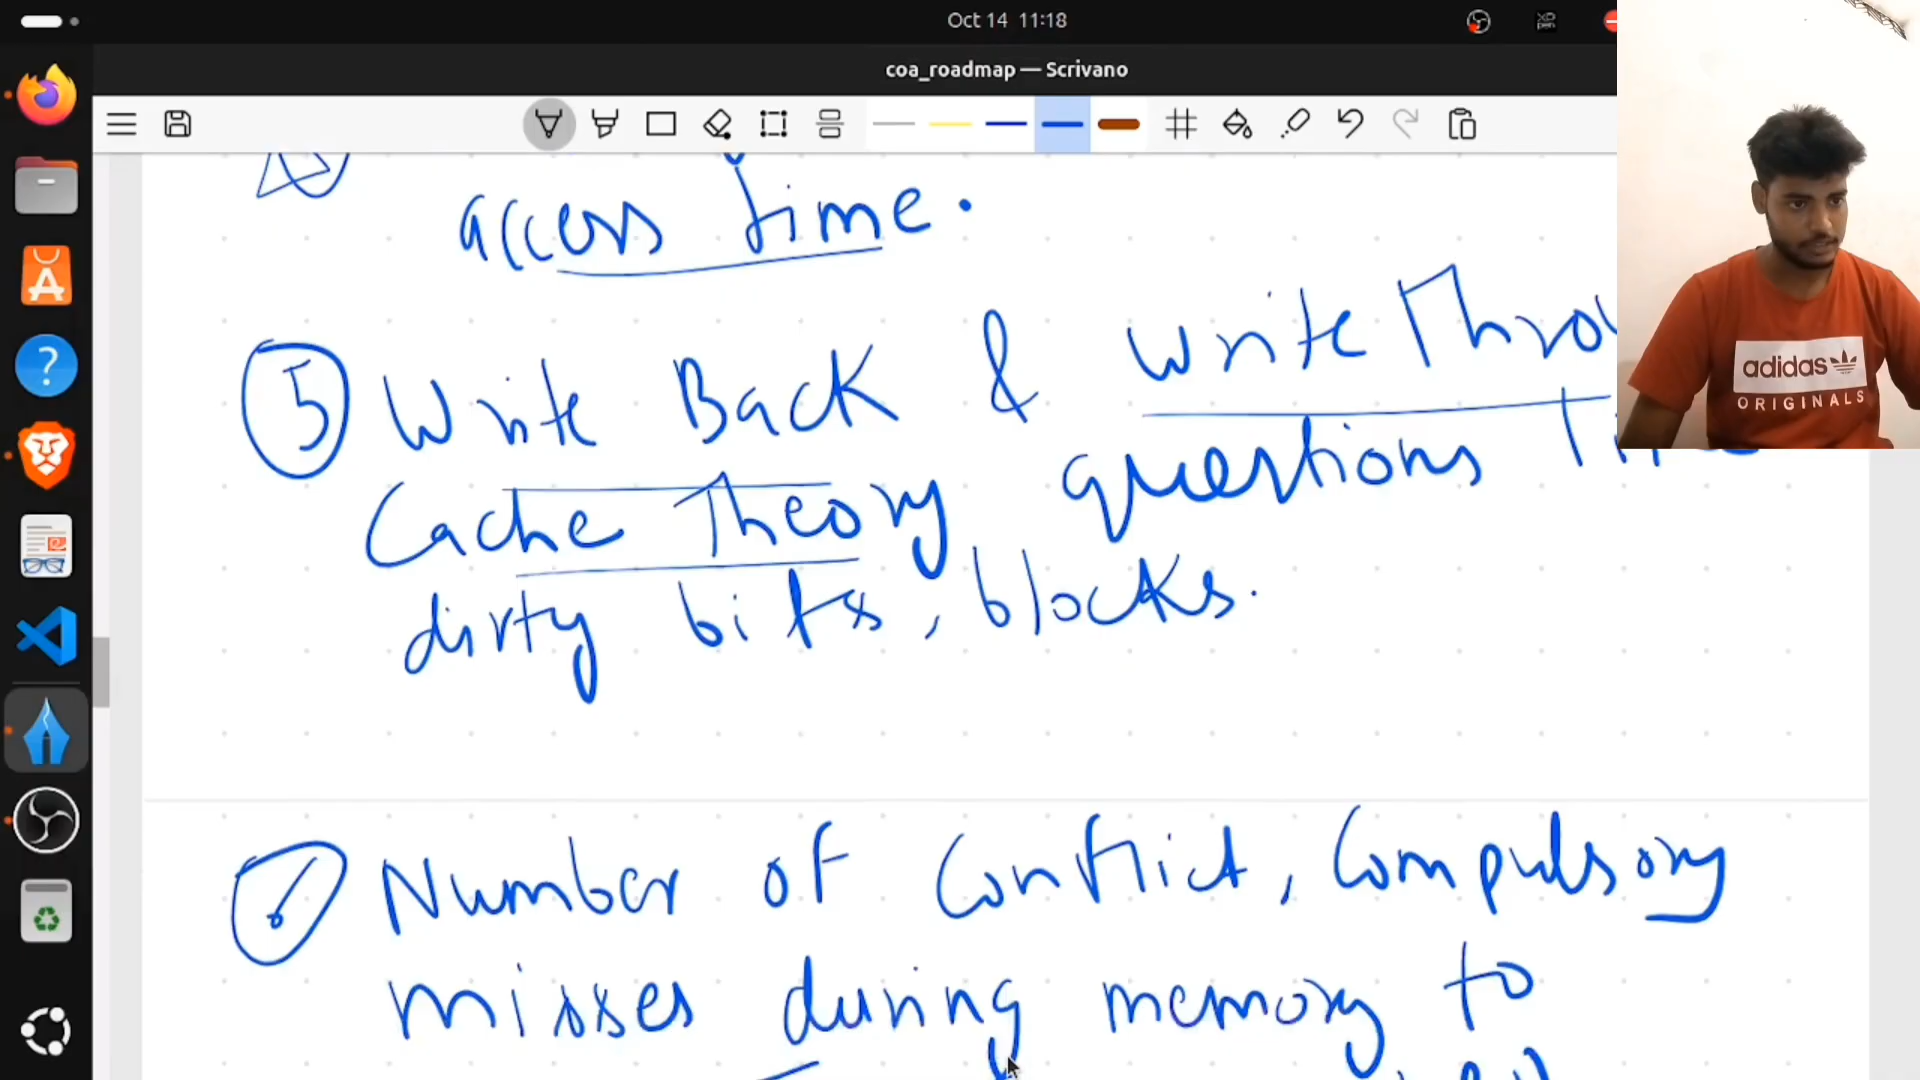 Oct 14 11:18
coa_roadmap — Scrivano
access time.
⑤ Write Back & Write Throu
Cache Theory questions
dirty bits, blocks.
⑥ Number of Conflict, Compulsory
misses during memory to
adidas
ORIGINALS